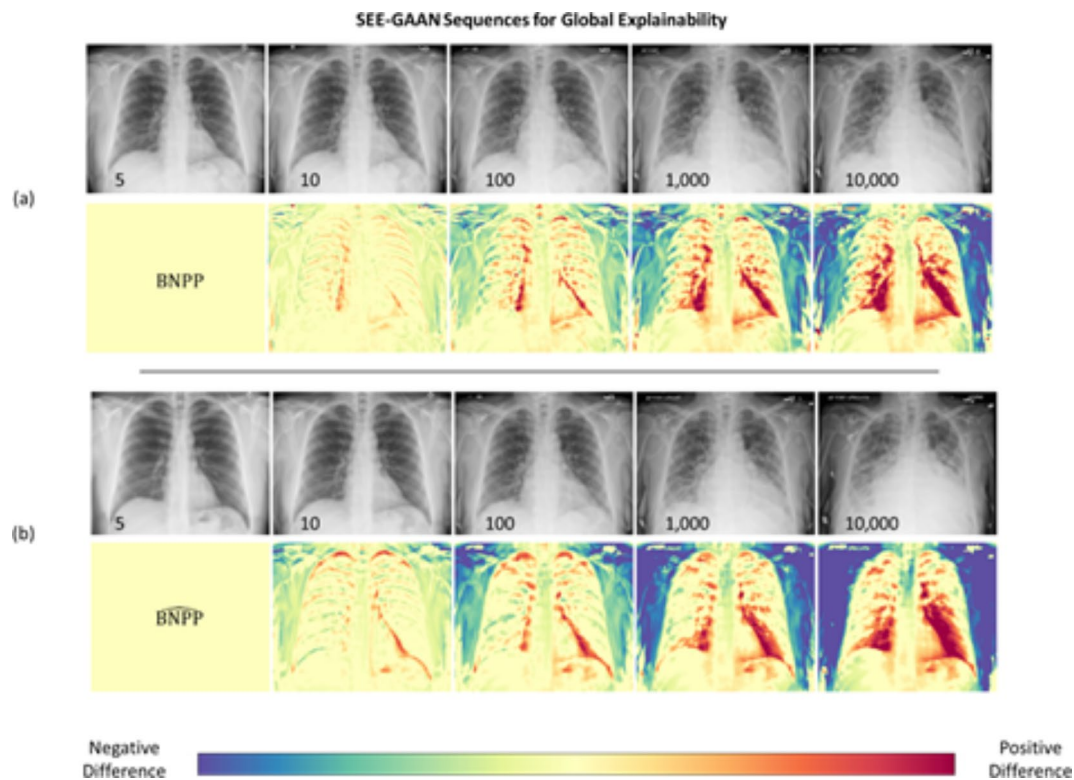 SEE-GAAN Sequences for Global Explainability
(a)
5
10
100
1,000
10,000
BNPP
(b)
5
10
100
1,000
10,000
B͡NPP
Negative
Difference
Positive
Difference